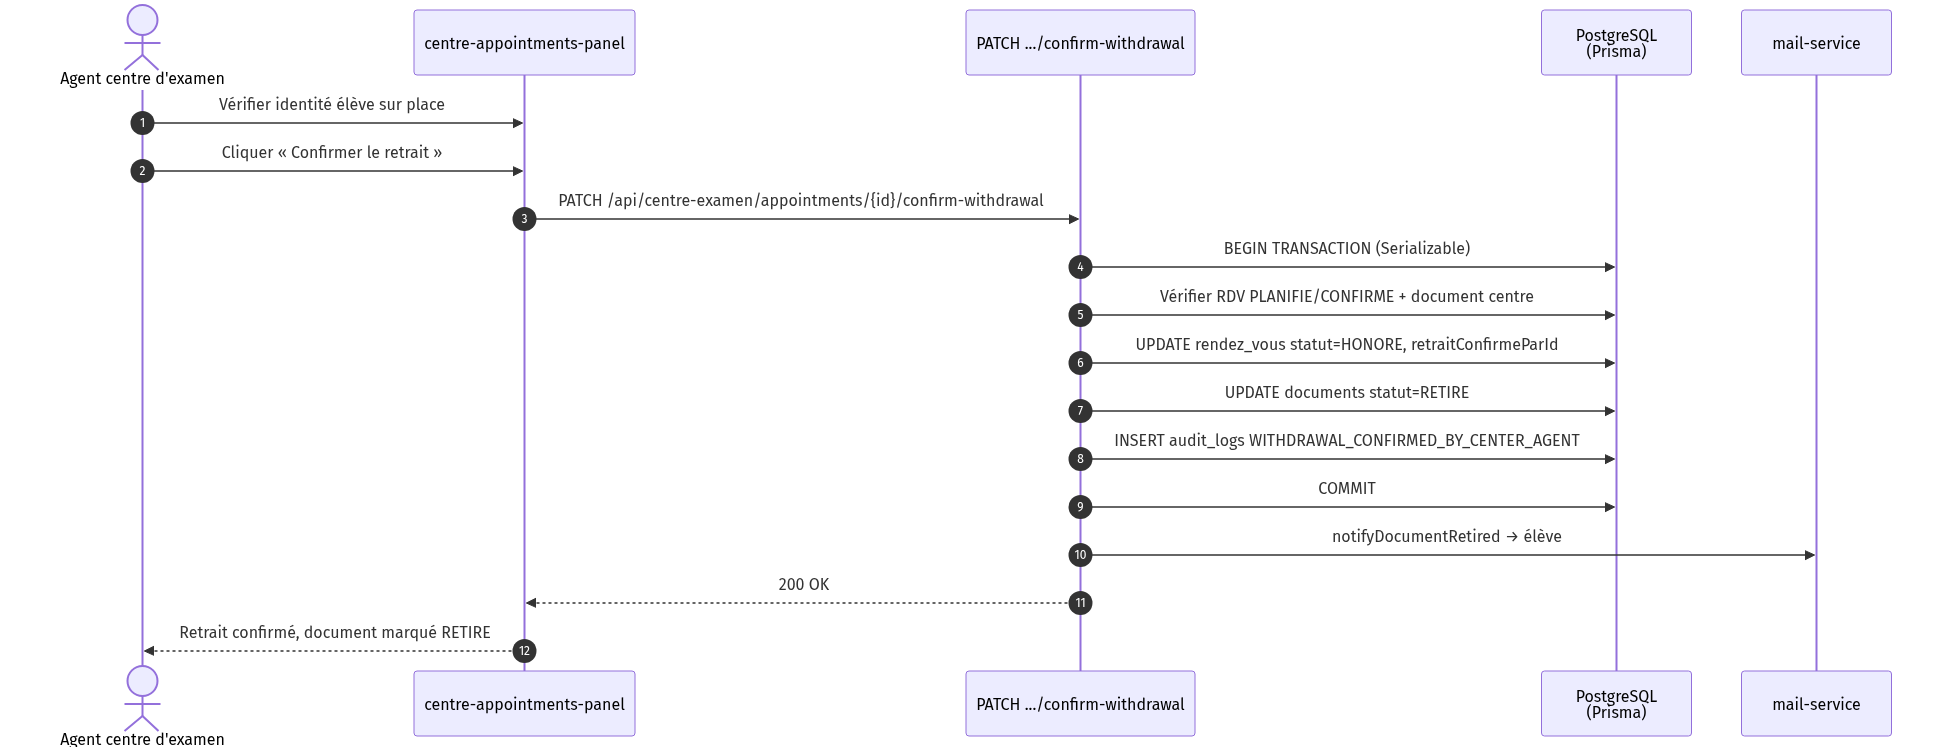 Agent centre d'examen
centre-appointments-panel
PATCH .../confirm-withdrawal
PostgreSQL
(Prisma)
mail-service
Vérifier identité élève sur place
1
Cliquer « Confirmer le retrait »
2
PATCH /api/centre-examen/appointments/{id}/confirm-withdrawal
3
BEGIN TRANSACTION (Serializable)
4
Vérifier RDV PLANIFIE/CONFIRME + document centre
5
UPDATE rendez_vous statut=HONORE, retraitConfirmeParId
6
UPDATE documents statut=RETIRE
7
INSERT audit_logs WITHDRAWAL_CONFIRMED_BY_CENTER_AGENT
8
COMMIT
9
notifyDocumentRetired → élève
10
200 OK
11
Retrait confirmé, document marqué RETIRE
12
Agent centre d'examen
centre-appointments-panel
PATCH .../confirm-withdrawal
PostgreSQL
(Prisma)
mail-service